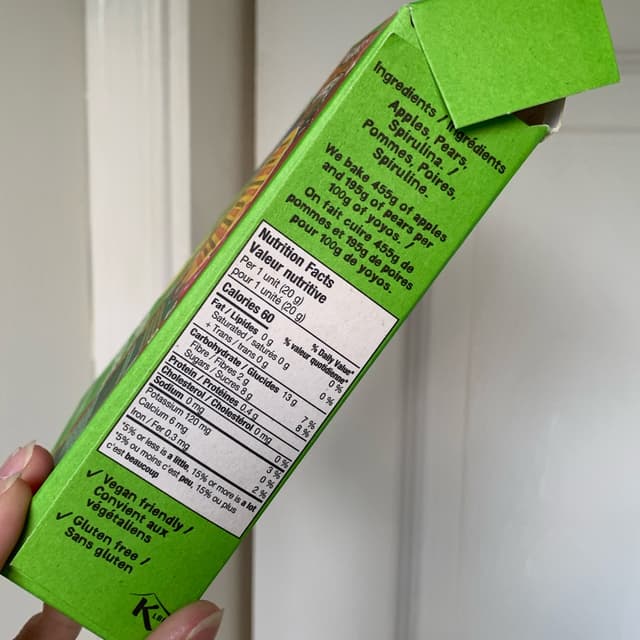 Ingredients / Ingrédients
Apples, Pears,
Spirulina. /
Pommes, Poires,
Spiruline.
We bake 455g of apples
and 195g of pears per
100g of yoyos. /
On fait cuire 455g de
pommes et 195g de poires
pour 100g de yoyos.
Nutrition Facts
Valeur nutritive
Per 1 unit (20 g)
pour 1 unité (20 g)
Calories 60
% Daily Value*
% valeur quotidienne*
Fat / Lipides 0 g 0 %
Saturated / saturés 0 g
+ Trans / trans 0 g 0 %
Carbohydrate / Glucides 13 g
Fibre / Fibres 2 g 7 %
Sugars / Sucres 8 g 8 %
Protein / Protéines 0,4 g
Cholesterol / Cholestérol 0 mg
Sodium 0 mg 0 %
Potassium 120 mg 3 %
Calcium 6 mg 0 %
Iron / Fer 0,3 mg 2 %
*5% or less is a little, 15% or more is a lot
*5% ou moins c'est peu, 15% ou plus
c'est beaucoup
✓ Vegan friendly /
Convient aux
végétaliens
✓ Gluten free /
Sans gluten
K